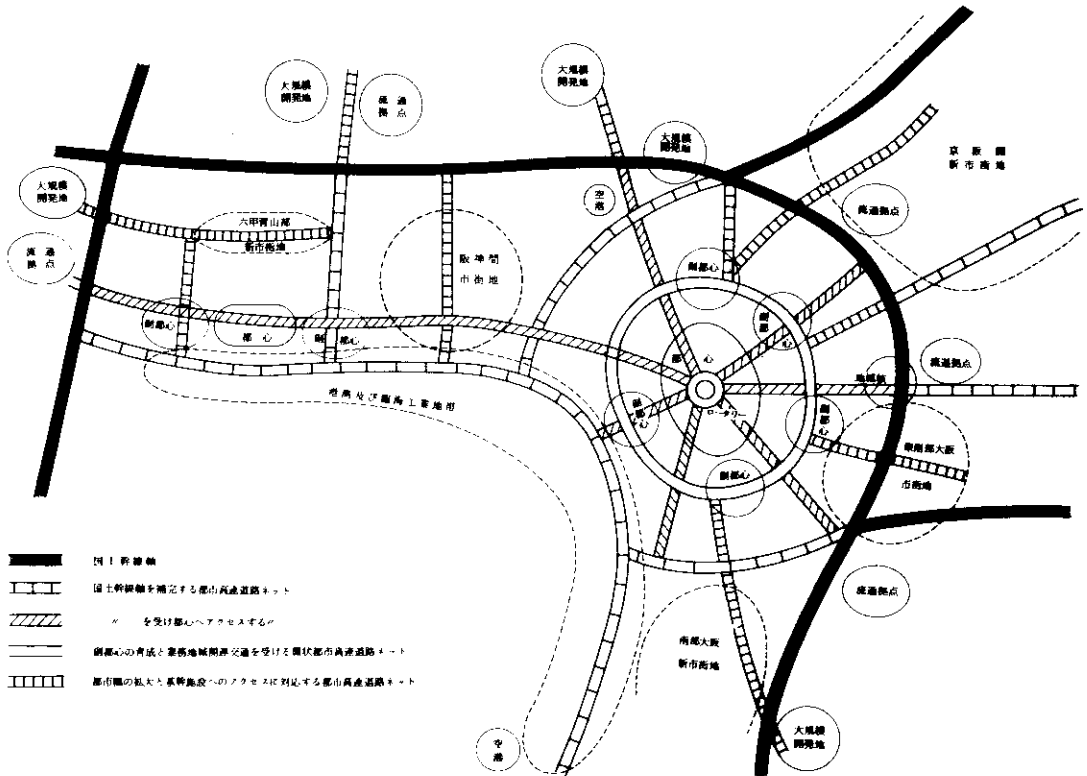 大規模
開発地
流通
拠点
大規模
開発地
大規模
開発地
京阪間
新市街地
空港
流通拠点
大規模
開発地
六甲背山部
新市街地
流通
拠点
阪神間
市街地
副都心
副都心
副都心
都心
副都心
都心
流通拠点
ロータリー
副都心
副都心
東南部大阪
市街地
副都心
港湾及び臨海工業地帯
国土幹線軸
国土幹線軸を補完する都市高速道路ネット
〃 を受け都心へアクセスする〃
副都心の育成と業務地域関連交通を受ける環状都市高速道路ネット
都市圏の拡大と基幹施設へのアクセスに対応する都市高速道路ネット
流通拠点
南部大阪
新市街地
大規模
開発地
空港